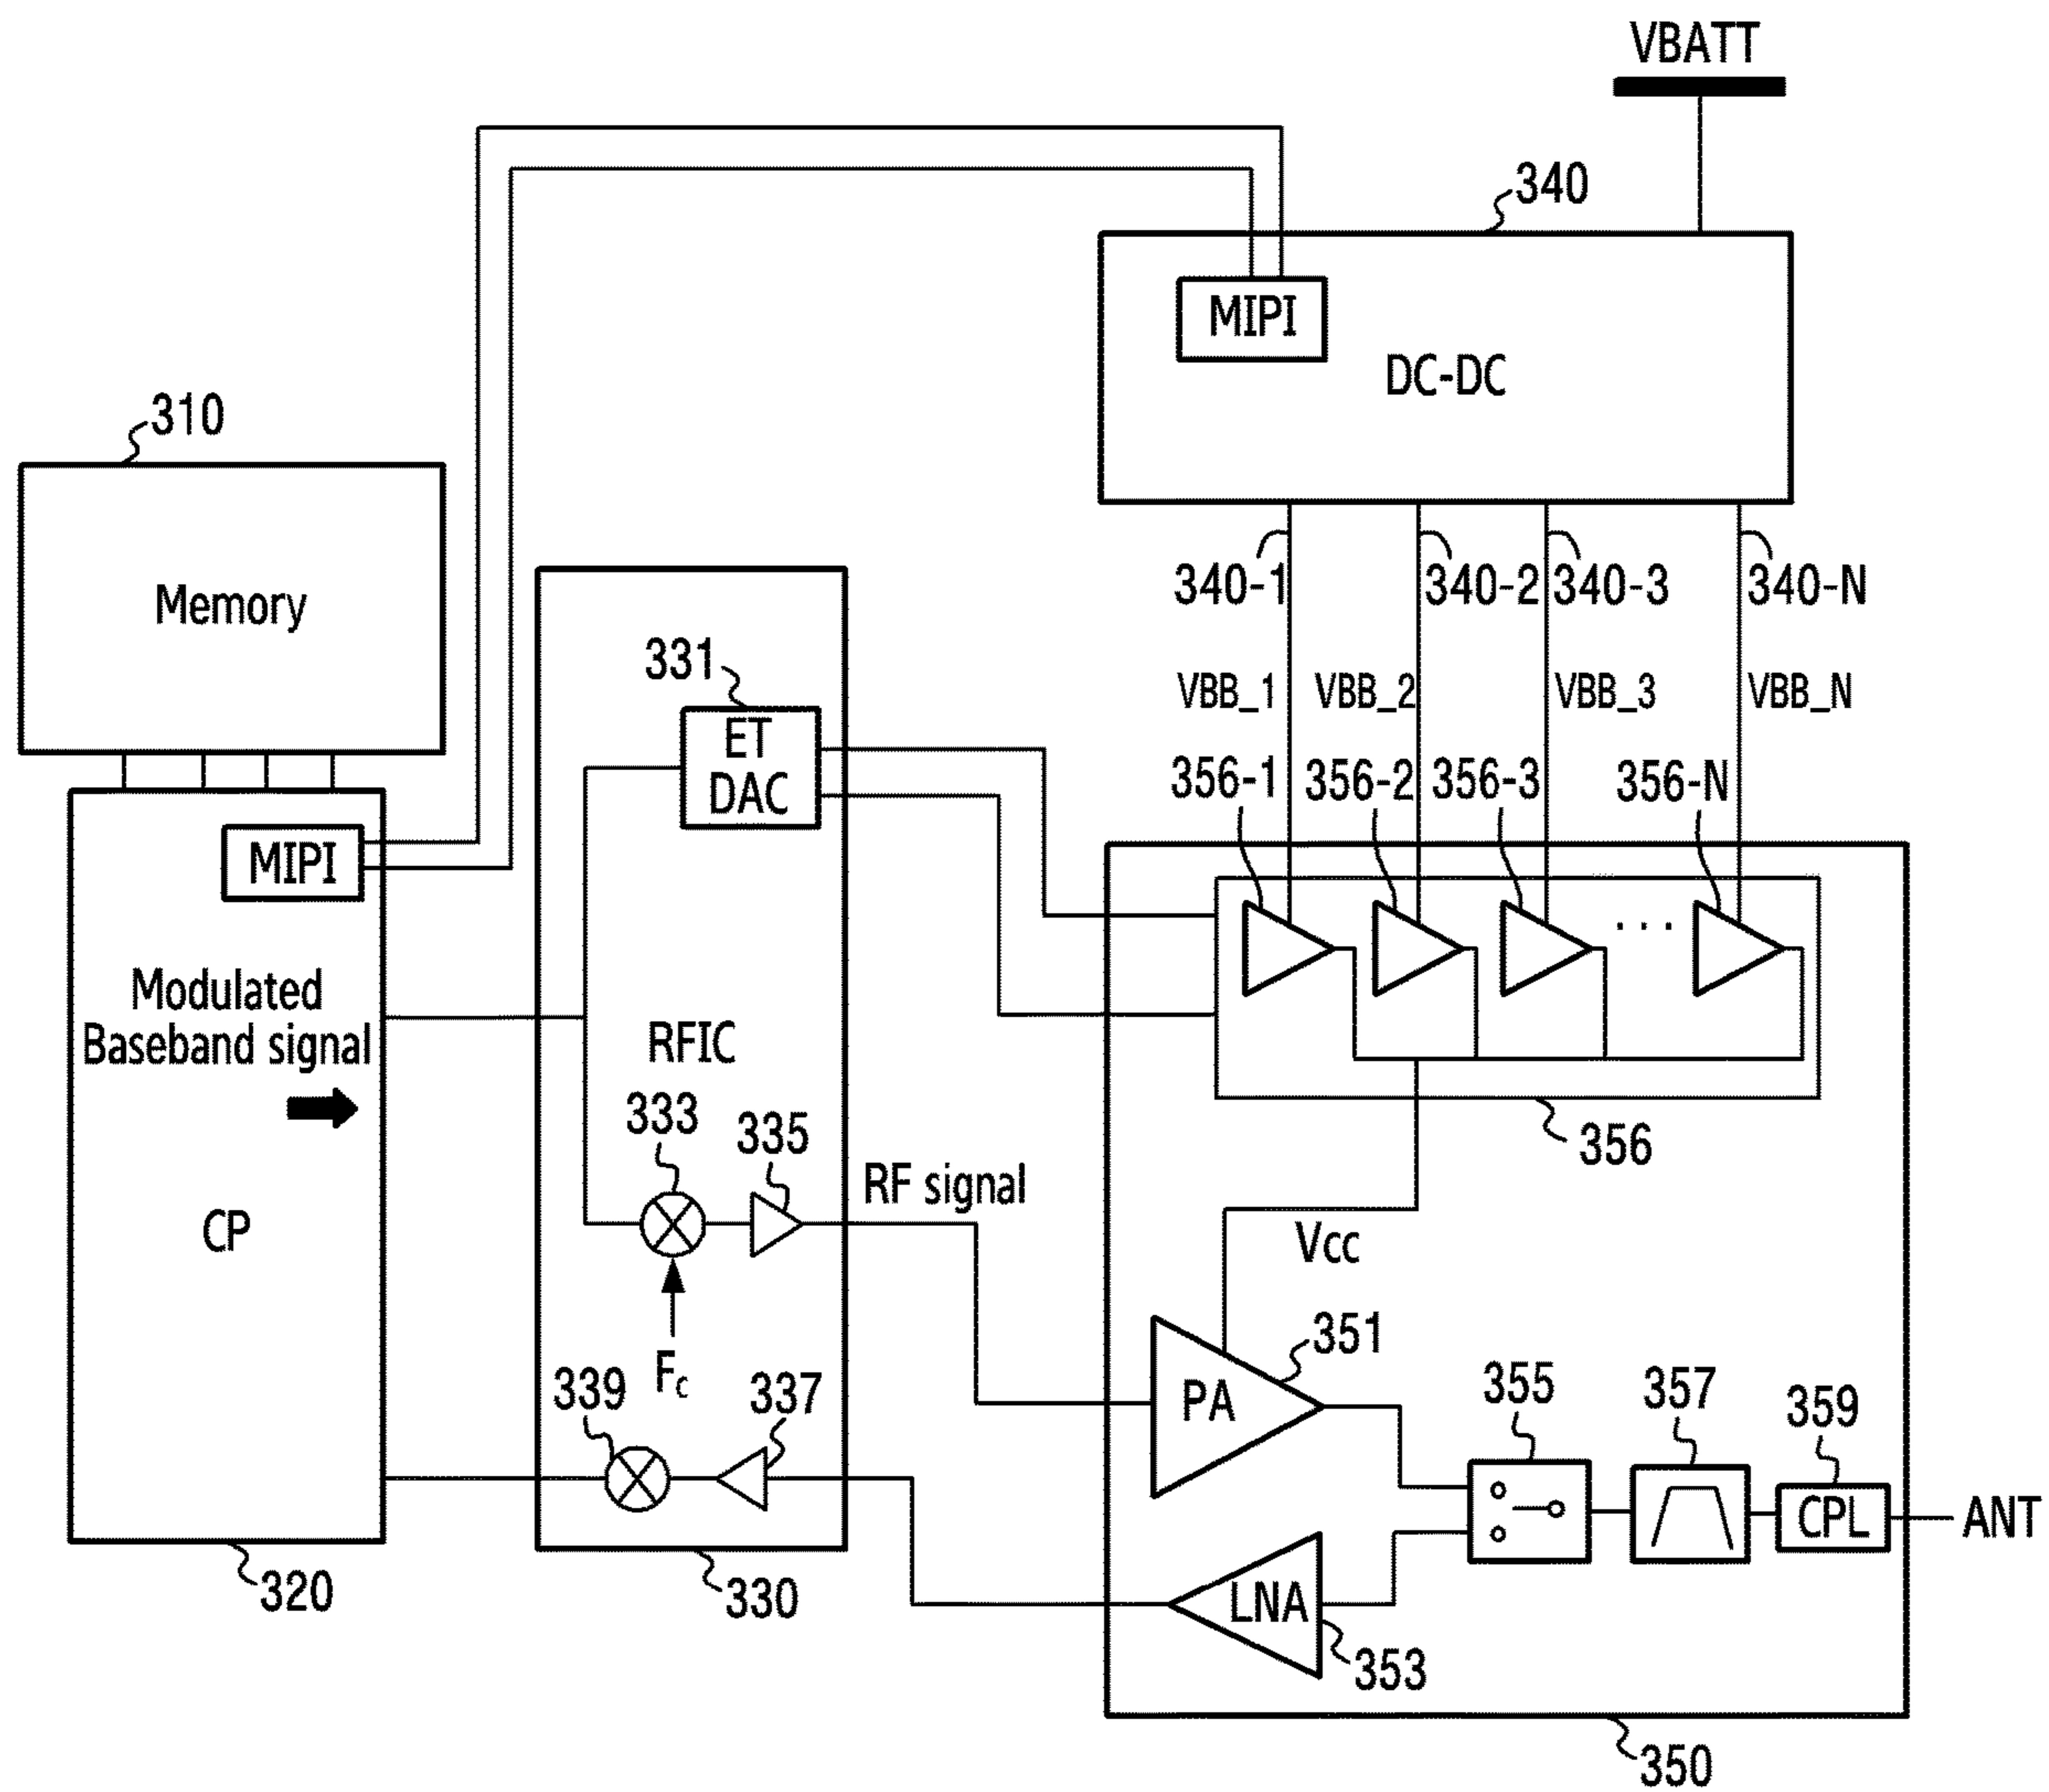 VBATT
340
MIPI
DC-DC
310
Memory
340-1
340-2
340-3
340-N
331
ET
DAC
VBB_1
VBB_2
VBB_3
VBB_N
356-1
356-2
356-3
356-N
MIPI
...
Modulated
Baseband signal
RFIC
333
335
356
RF signal
CP
Vcc
351
PA
Fc
339
337
355
357
359
CPL
ANT
320
330
LNA
353
350